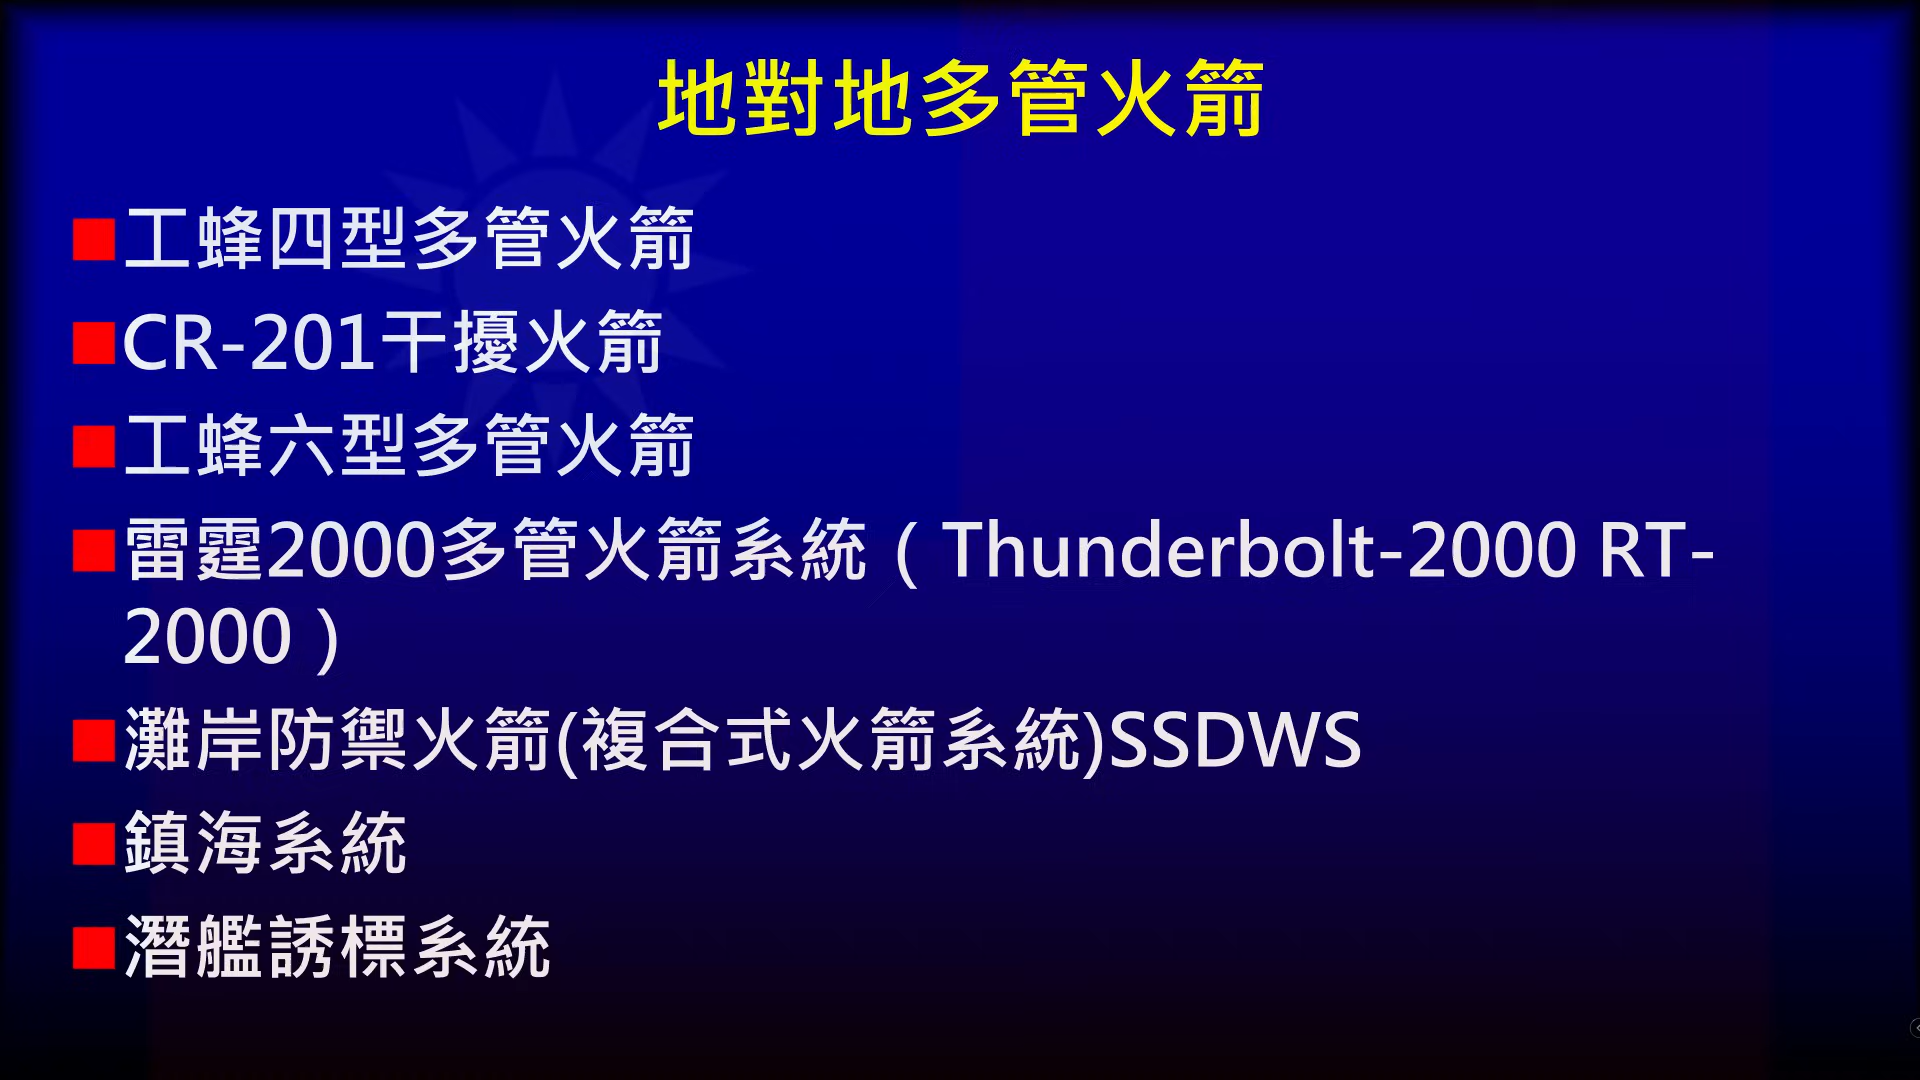 地對地多管火箭
■工蜂四型多管火箭
■CR-201干擾火箭
■工蜂六型多管火箭
■雷霆2000多管火箭系統（Thunderbolt-2000 RT-
2000）
■灘岸防禦火箭(複合式火箭系統)SSDWS
■鎮海系統
■潛艦誘標系統